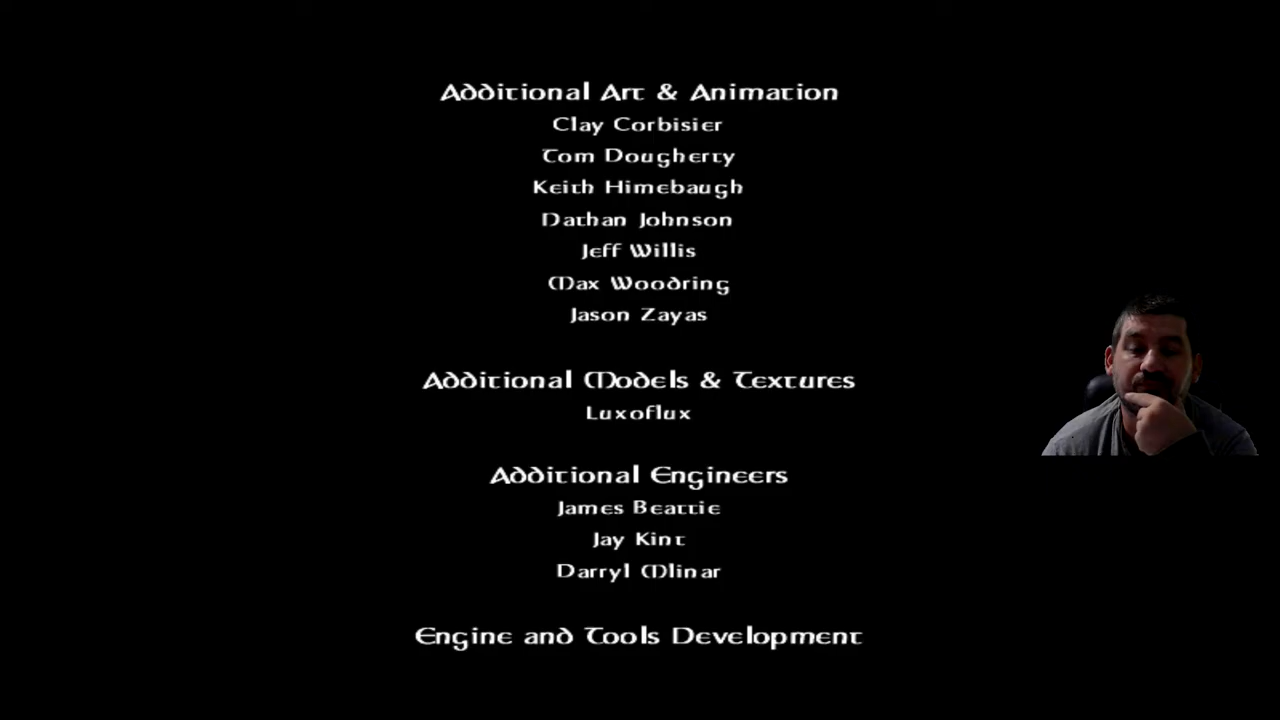 Additional Art & Animation
Clay Corbisier
Tom Dougherty
Keith Himebaugh
Nathan Johnson
Jeff Willis
Max Woodring
Jason Zayas
Additional Models & Textures
Luxoflux
Additional Engineers
James Beattie
Jay Kint
Darryl Mlinar
Engine and Tools Development